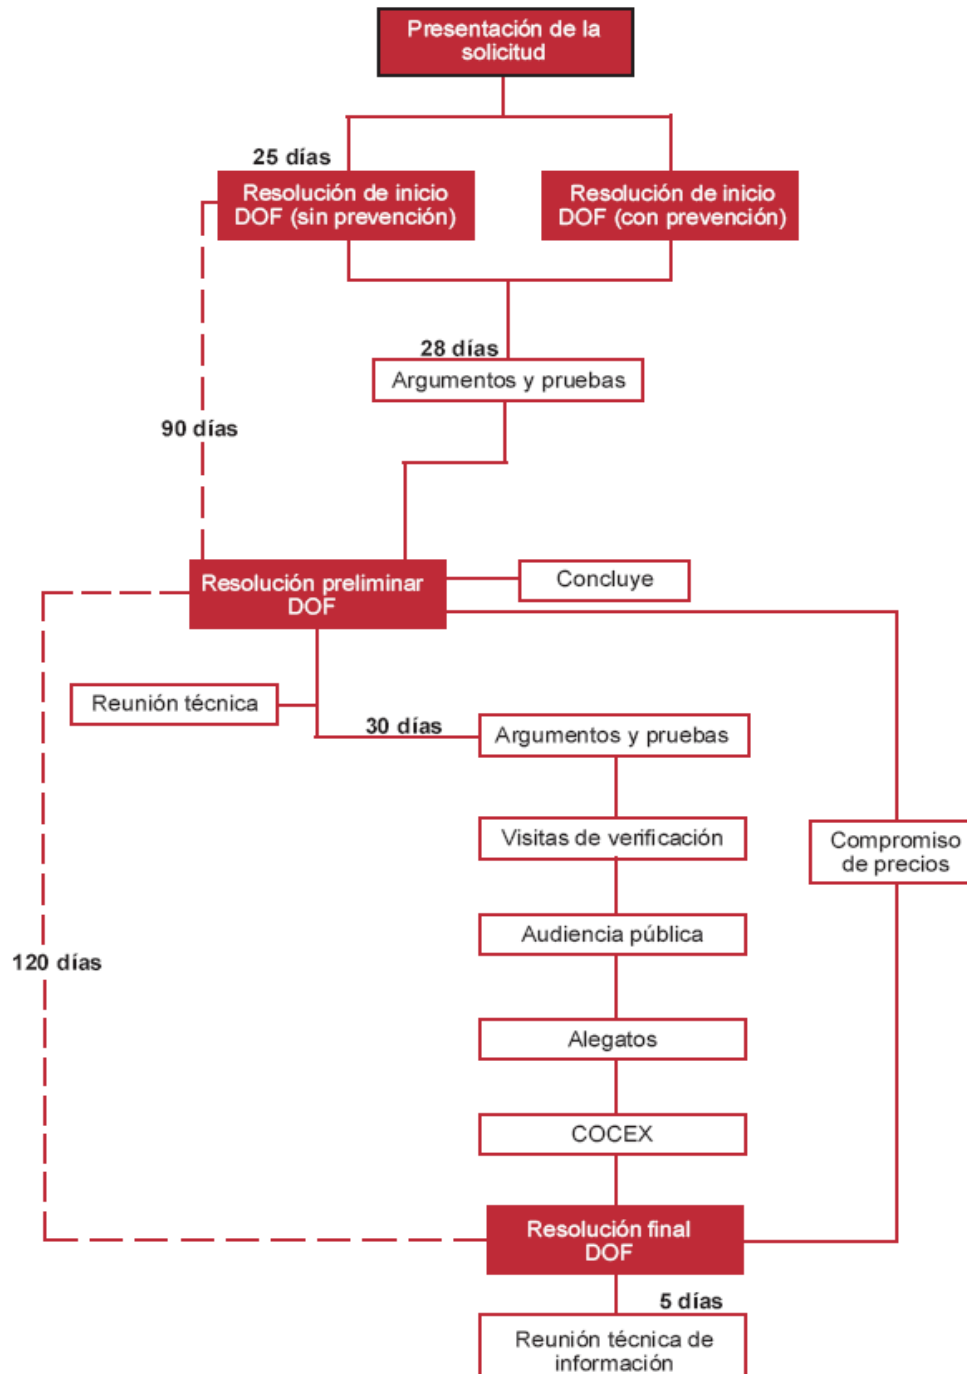 Presentación de la
solicitud
25 días
Resolución de inicio
DOF (sin prevención)
Resolución de inicio
DOF (con prevención)
28 días
Argumentos y pruebas
90 días
Resolución preliminar
DOF
Concluye
Reunión técnica
30 días
Argumentos y pruebas
Visitas de verificación
Compromiso
de precios
Audiencia pública
120 días
Alegatos
COCEX
Resolución final
DOF
5 días
Reunión técnica de
información